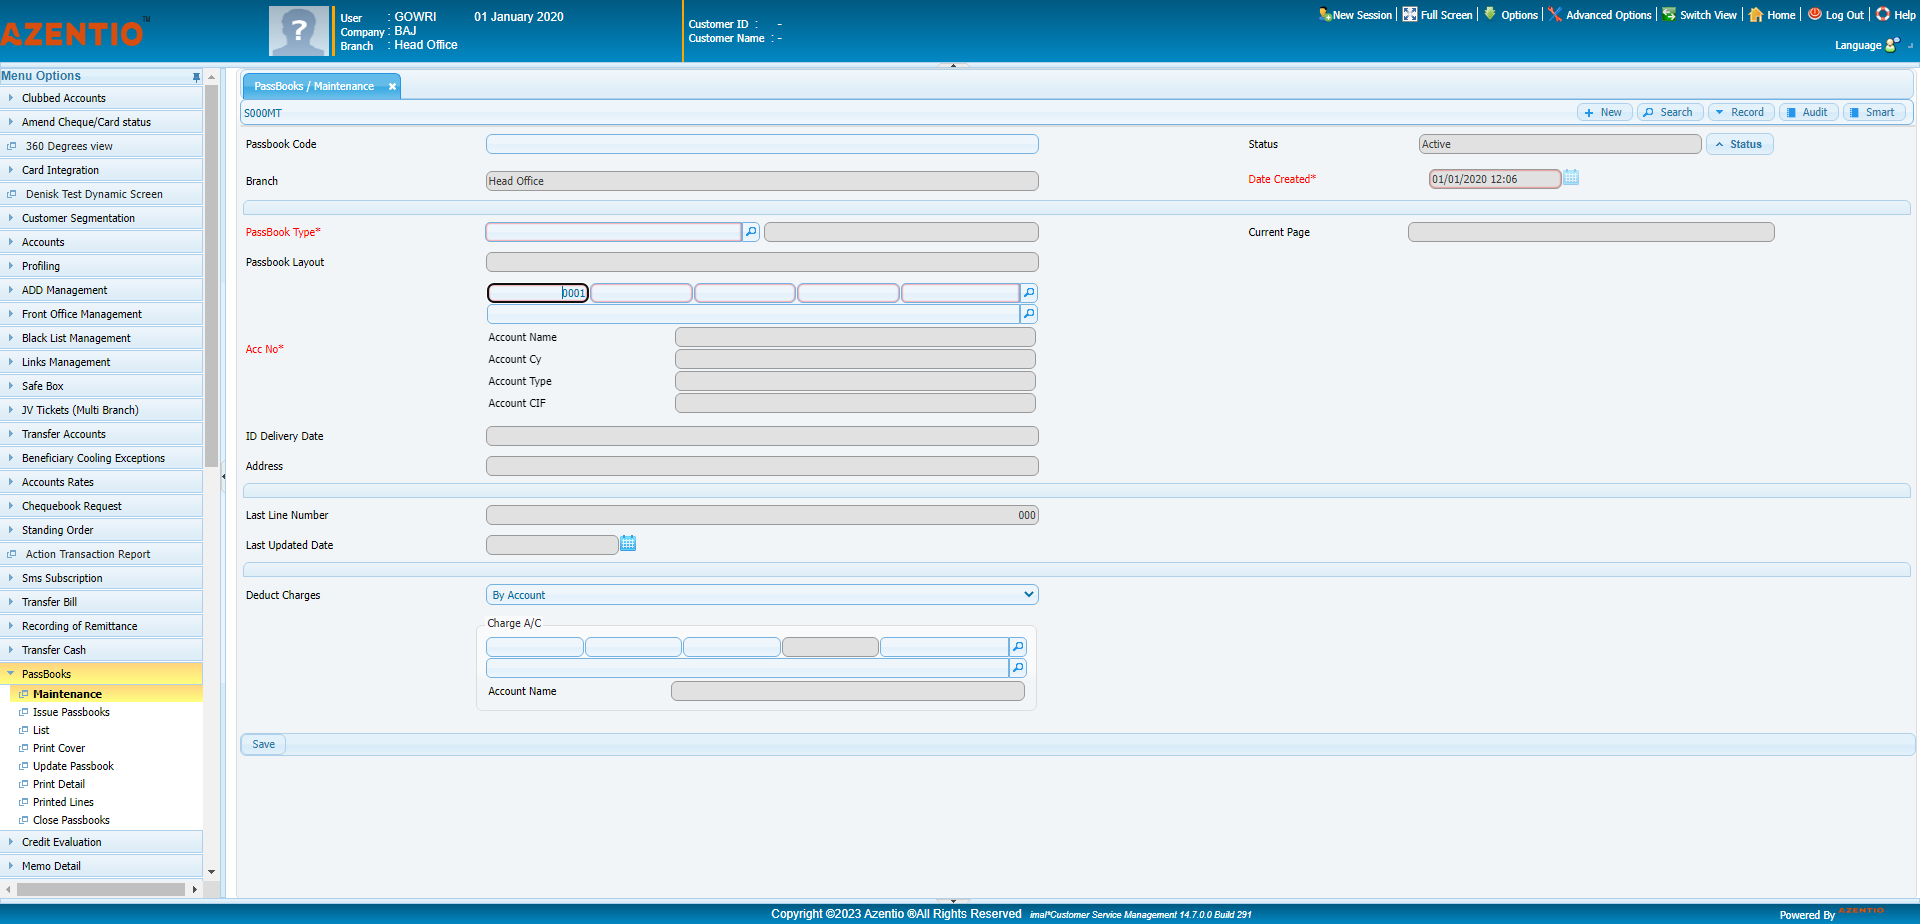 AZENTIO™
User : GOWRI 01 January 2020
Company : BAJ
Branch : Head Office
Customer ID : -
Customer Name : -
New Session | Full Screen | Options | Advanced Options | Switch View | Home | Log Out | Help
Language
Menu Options
Clubbed Accounts
Amend Cheque/Card status
360 Degrees view
Card Integration
Denisk Test Dynamic Screen
Customer Segmentation
Accounts
Profiling
ADD Management
Front Office Management
Black List Management
Links Management
Safe Box
JV Tickets (Multi Branch)
Transfer Accounts
Beneficiary Cooling Exceptions
Accounts Rates
Chequebook Request
Standing Order
Action Transaction Report
Sms Subscription
Transfer Bill
Recording of Remittance
Transfer Cash
PassBooks
Maintenance
Issue Passbooks
List
Print Cover
Update Passbook
Print Detail
Printed Lines
Close Passbooks
Credit Evaluation
Memo Detail
PassBooks / Maintenance ×
S000MT
New Search Record Audit Smart
Passbook Code Status Active Status
Branch Head Office Date Created* 01/01/2020 12:06
PassBook Type* Current Page
Passbook Layout
0001
Acc No*
Account Name
Account Cy
Account Type
Account CIF
ID Delivery Date
Address
Last Line Number 000
Last Updated Date
Deduct Charges By Account
Charge A/C
Account Name
Save
Copyright ©2023 Azentio ®All Rights Reserved imal*Customer Service Management 14.7.0.0 Build 291
Powered By AZENTIO